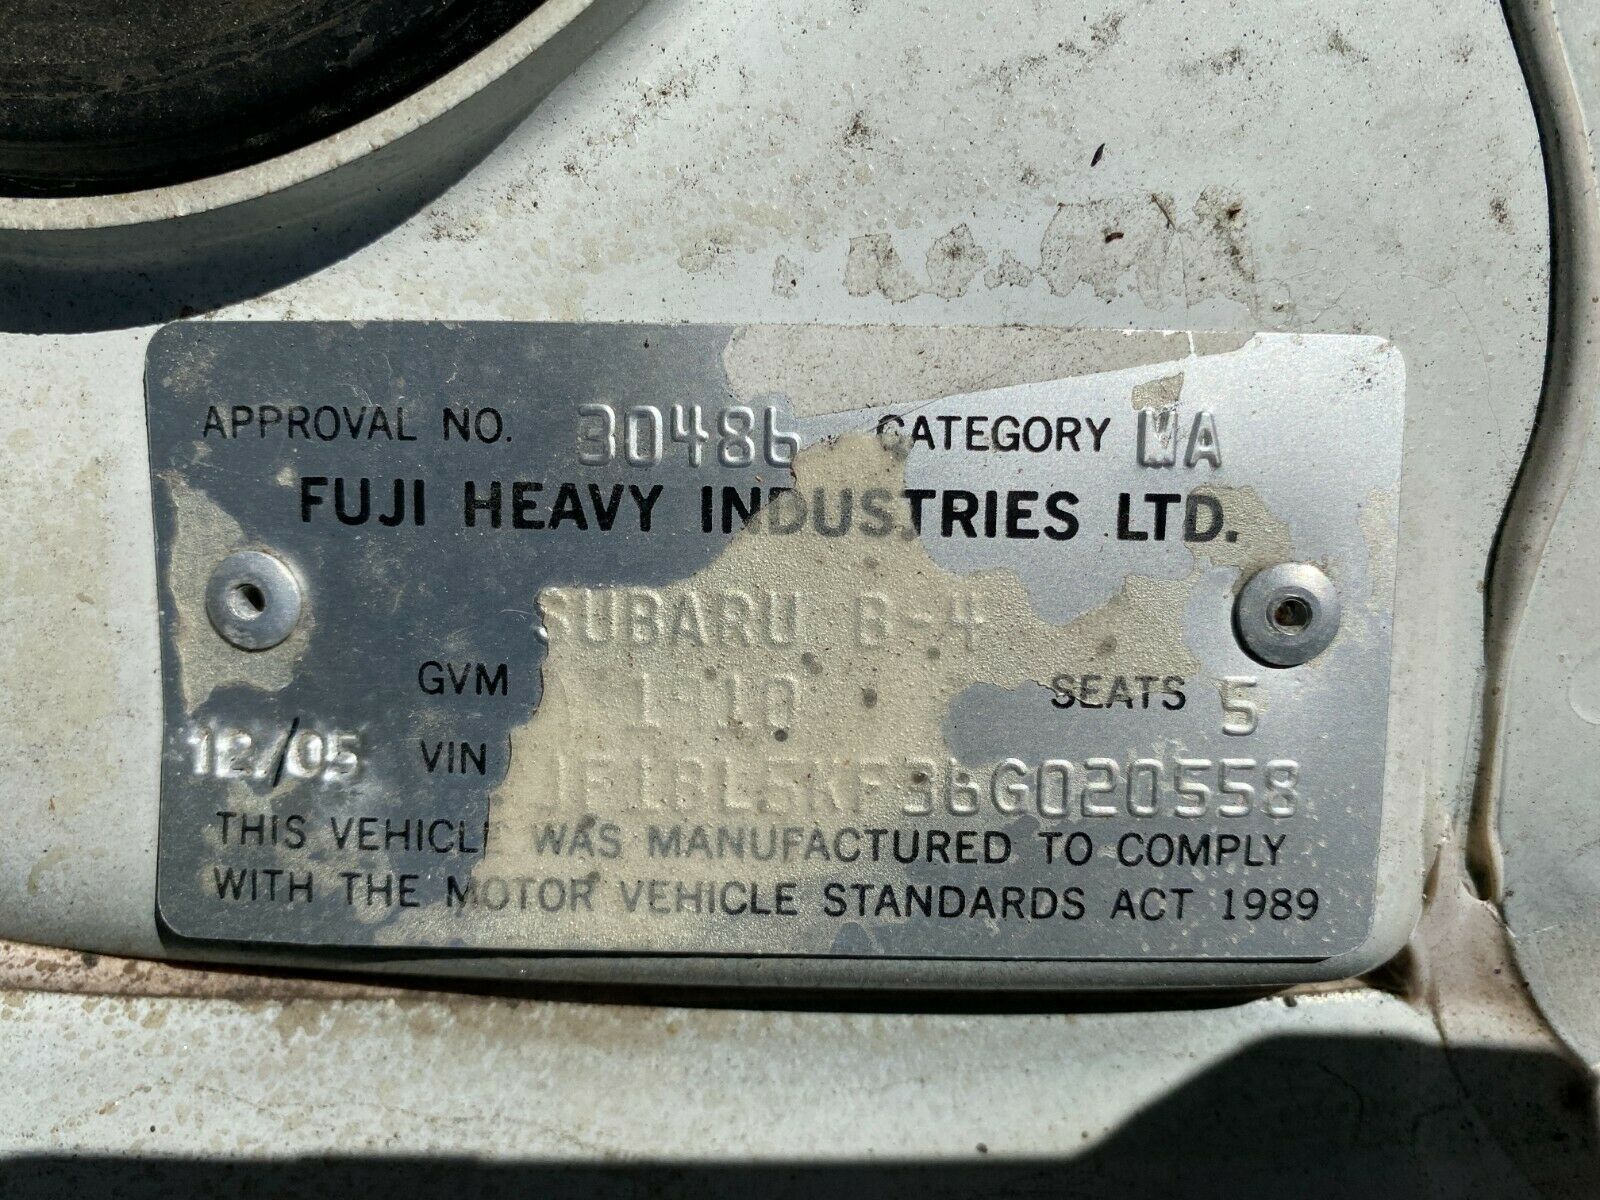 APPROVAL NO. 30486 CATEGORY MA
FUJI HEAVY INDUSTRIES LTD.
SUBARU B-4
GVM SEATS 5
12/05 VIN JF1BL5KF36G020558
THIS VEHICLE WAS MANUFACTURED TO COMPLY
WITH THE MOTOR VEHICLE STANDARDS ACT 1989